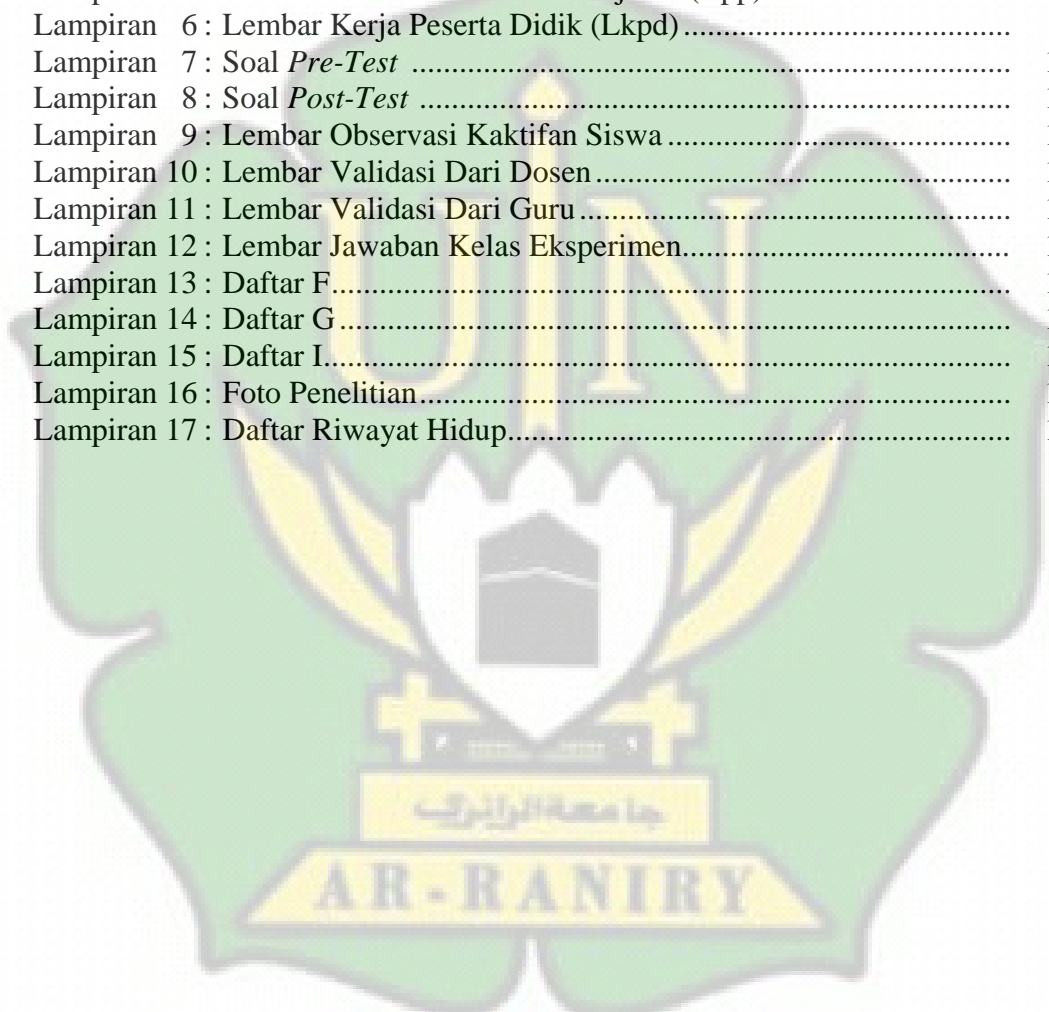 (
Lampiran 6 : Lembar Kerja Peserta Didik (Lkpd)........................................
Lampiran 7 : Soal Pre-Test ..........................................................................
Lampiran 8 : Soal Post-Test .........................................................................
Lampiran 9 : Lembar Observasi Kaktifan Siswa ..........................................
Lampiran 10 : Lembar Validasi Dari Dosen ...................................................
Lampiran 11 : Lembar Validasi Dari Guru .....................................................
Lampiran 12 : Lembar Jawaban Kelas Eksperimen........................................
Lampiran 13 : Daftar F....................................................................................
Lampiran 14 : Daftar G ...................................................................................
Lampiran 15 : Daftar I.....................................................................................
Lampiran 16 : Foto Penelitian.........................................................................
Lampiran 17 : Daftar Riwayat Hidup..............................................................
UIN
جامعة الرانري
AR-RANIRY